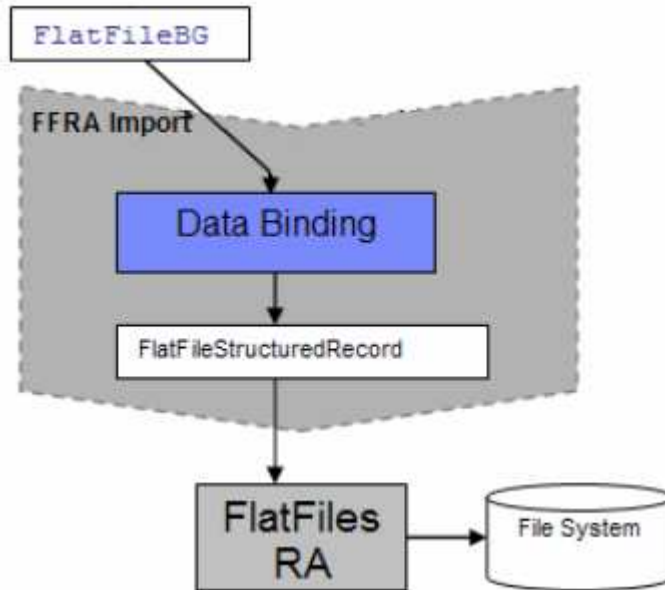 FlatFileBG
FFRA Import
Data Binding
FlatFileStructuredRecord
FlatFiles
RA
File System